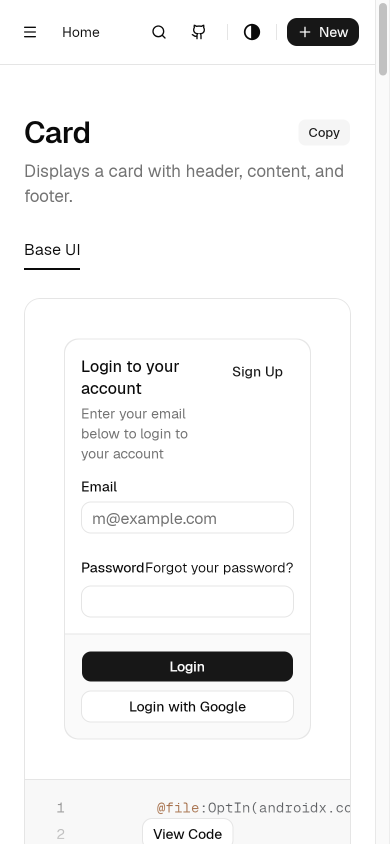 Home
New
Card
Copy
Displays a card with header, content, and
footer.
Base UI
Login to your
account
Sign Up
Enter your email
below to login to
your account
Email
m@example.com
Password
Forgot your password?
Login
Login with Google
1 @file:OptIn(androidx.co
2
View Code